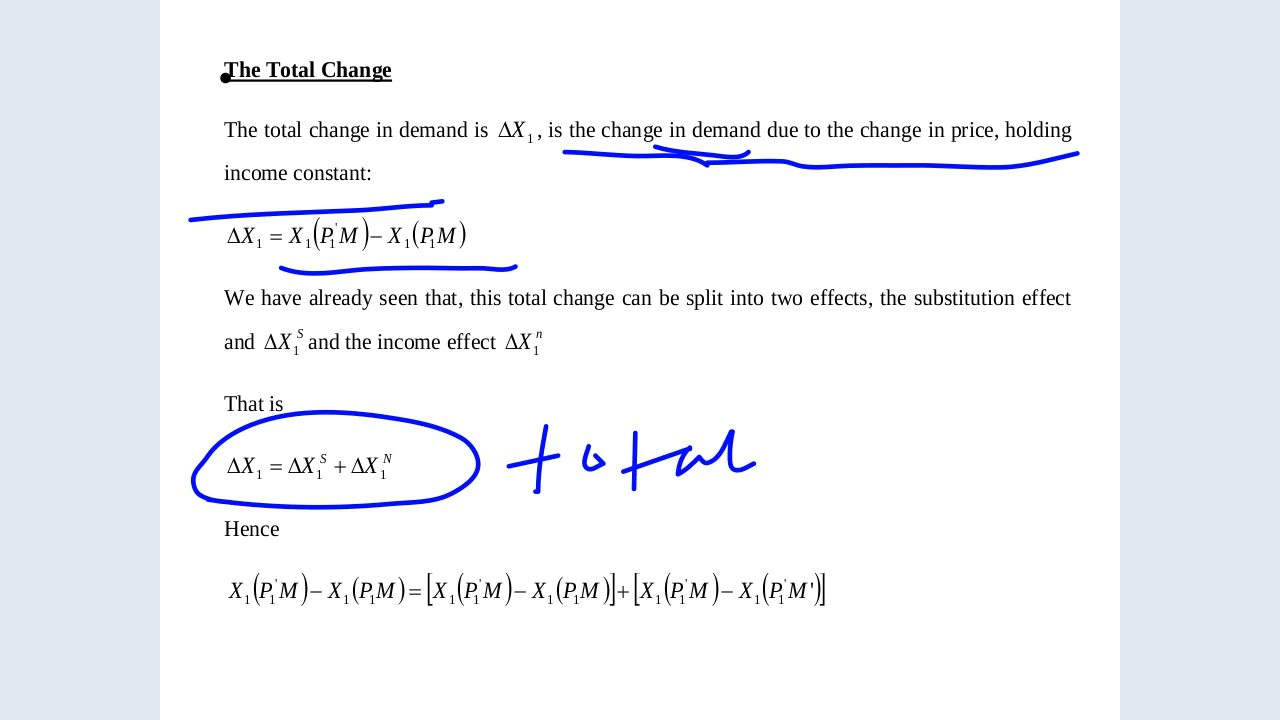 The Total Change
The total change in demand is ΔX₁, is the change in demand due to the change in price, holding
income constant:
ΔX₁ = X₁(P₁'M) − X₁(P₁M)
We have already seen that, this total change can be split into two effects, the substitution effect
and ΔX₁ˢ and the income effect ΔX₁ⁿ
That is
ΔX₁ = ΔX₁ˢ + ΔX₁ᴺ
total
Hence
X₁(P₁'M) − X₁(P₁M) = [X₁(P₁'M) − X₁(P₁M)] + [X₁(P₁'M) − X₁(P₁'M')]